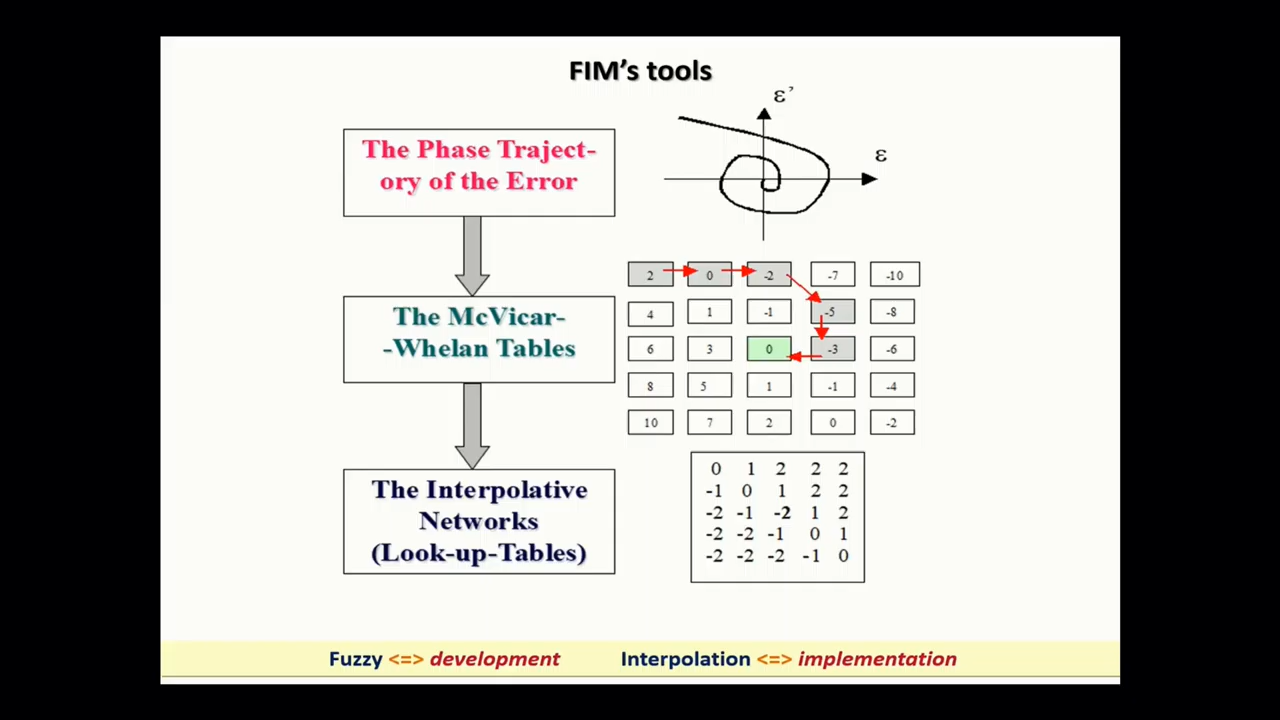 FIM's tools
The Phase Traject-
ory of the Error
ε’
ε
The McVicar-
-Whelan Tables
2 0 -2 -7 -10
4 1 -1 -5 -8
6 3 0 -3 -6
8 5 1 -1 -4
10 7 2 0 -2
The Interpolative
Networks
(Look-up-Tables)
0 1 2 2 2
-1 0 1 2 2
-2 -1 -2 1 2
-2 -2 -1 0 1
-2 -2 -2 -1 0
Fuzzy <=> development Interpolation <=> implementation